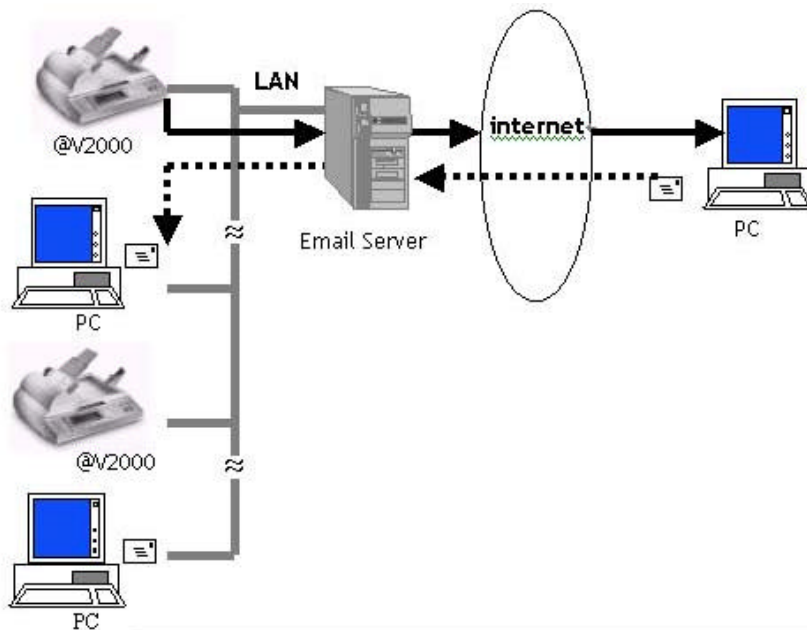 LAN
@V2000
internet
Email Server
PC
PC
@V2000
PC